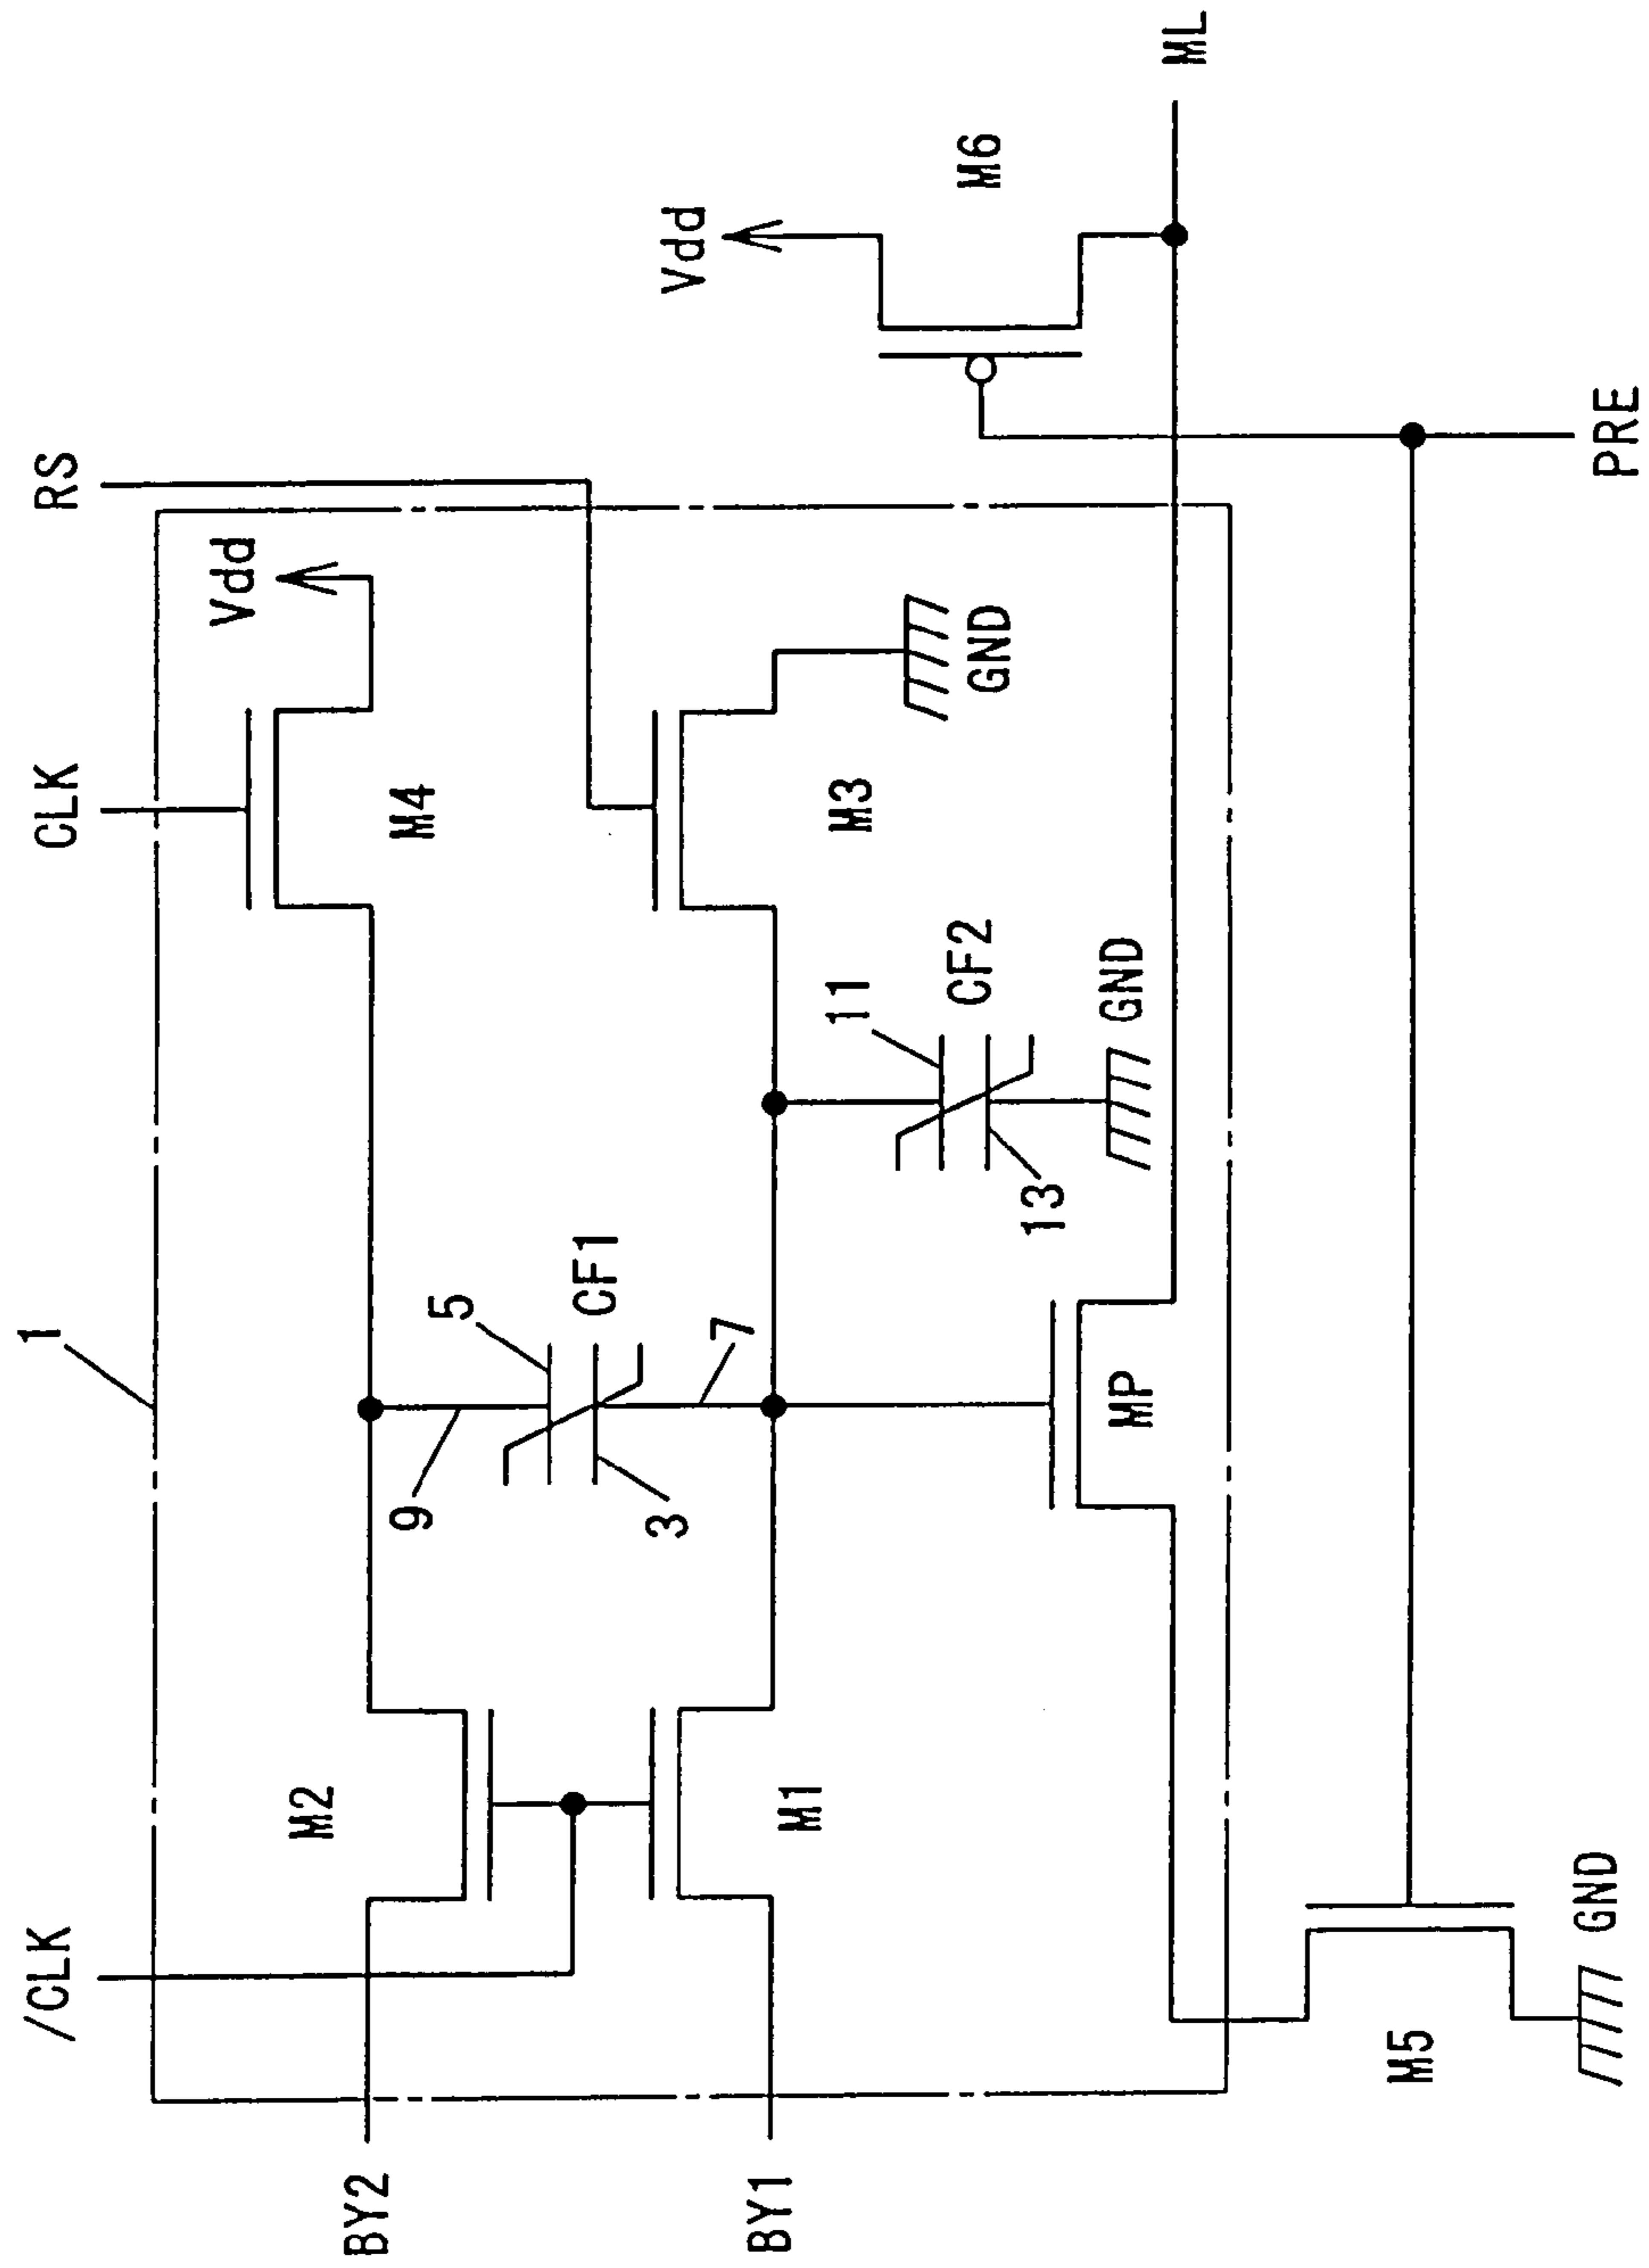 1
/CLK
CLK
RS
Vdd
M2
M4
9
5
CF1
3
7
M1
M3
GND
Vdd
M6
11
CF2
13
GND
BY2
BY1
MP
ML
M5
GND
PRE